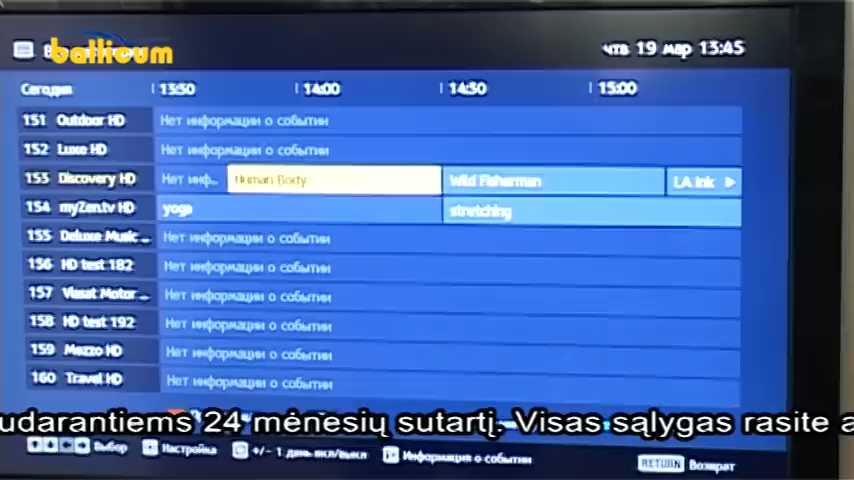 balticum
чтв 19 мар 13:45
Сегодня 13:30 14:00 14:30 15:00
151 Outdoor HD Нет информации о событии
152 Luxe HD Нет информации о событии
153 Discovery HD Нет инф... Human Body Wild Fisherman LA Ink
154 myZen.tv HD yoga stretching
155 Deluxe Music ... Нет информации о событии
156 HD test 182 Нет информации о событии
157 Viasat Motor ... Нет информации о событии
158 HD test 192 Нет информации о событии
159 Mezzo HD Нет информации о событии
160 Travel HD Нет информации о событии
udarantiems 24 mėnesių sutartį. Visas sąlygas rasite a
Выбор Настройка +/- 1 день вкл/выкл Информация о событии RETURN Возврат